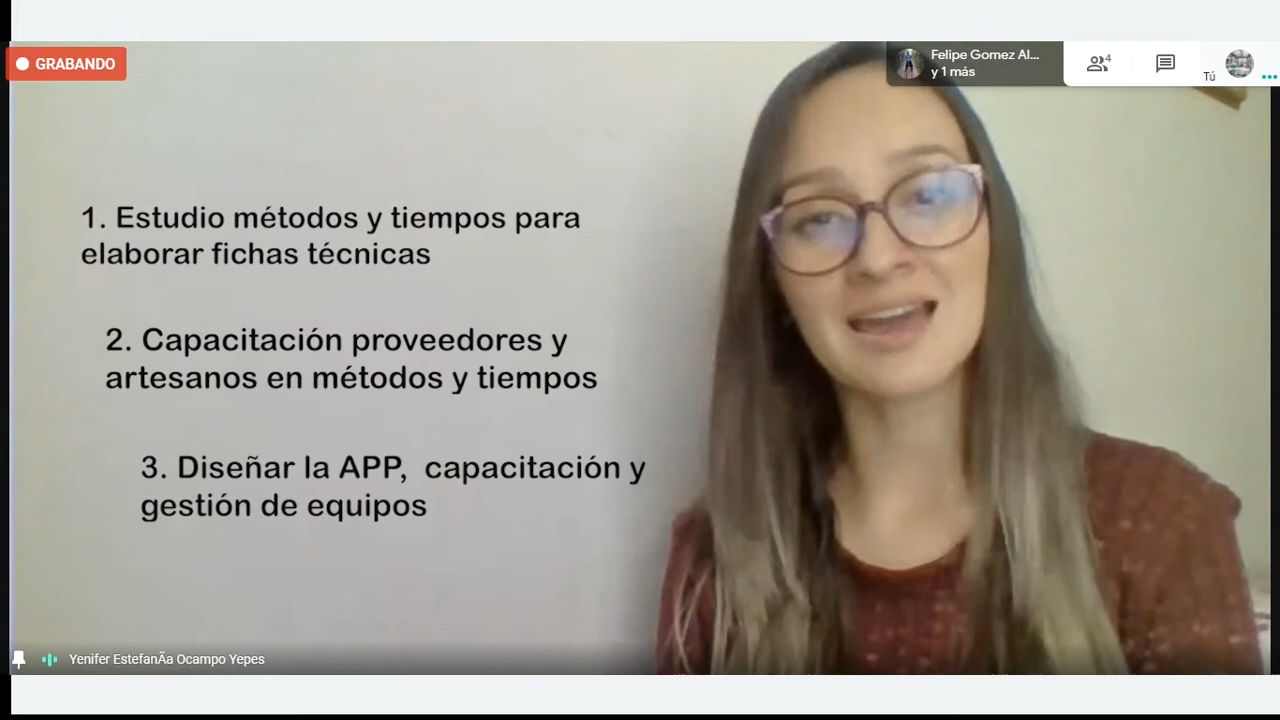 GRABANDO
Felipe Gomez Al...
y 1 más
4
Tú
1. Estudio métodos y tiempos para
elaborar fichas técnicas
2. Capacitación proveedores y
artesanos en métodos y tiempos
3. Diseñar la APP,  capacitación y
gestión de equipos
Yenifer EstefanÃa Ocampo Yepes